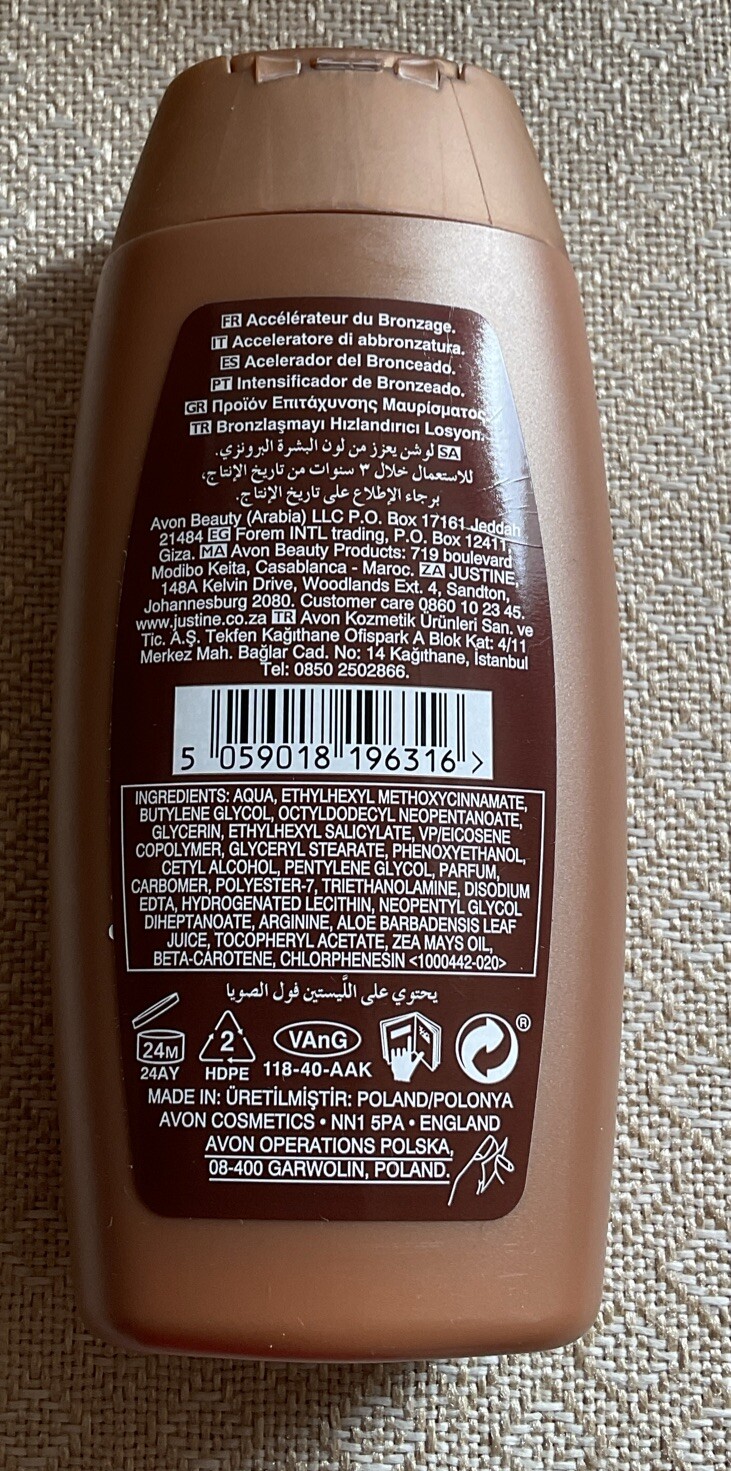 FR Accélérateur du Bronzage.
IT Acceleratore di abbronzatura.
ES Acelerador del Bronceado.
PT Intensificador de Bronzeado.
GR Προϊόν Επιτάχυνσης Μαυρίσματος
TR Bronzlaşmayı Hızlandırıcı Losyon.
SA لوشن يعزز من لون البشرة البرونزي.
للاستعمال خلال ٣ سنوات من تاريخ الإنتاج،
برجاء الإطلاع على تاريخ الإنتاج.
Avon Beauty (Arabia) LLC P.O. Box 17161 Jeddah
21484 EG Forem INTL trading, P.O. Box 12411,
Giza. MA Avon Beauty Products: 719 boulevard
Modibo Keita, Casablanca - Maroc. ZA JUSTINE,
148A Kelvin Drive, Woodlands Ext. 4, Sandton,
Johannesburg 2080. Customer care 0860 10 23 45.
www.justine.co.za TR Avon Kozmetik Ürünleri San. ve
Tic. A.Ş. Tekfen Kağıthane Ofispark A Blok Kat: 4/11
Merkez Mah. Bağlar Cad. No: 14 Kağıthane, İstanbul
Tel: 0850 2502866.
5 059018 196316 >
INGREDIENTS: AQUA, ETHYLHEXYL METHOXYCINNAMATE,
BUTYLENE GLYCOL, OCTYLDODECYL NEOPENTANOATE,
GLYCERIN, ETHYLHEXYL SALICYLATE, VP/EICOSENE
COPOLYMER, GLYCERYL STEARATE, PHENOXYETHANOL,
CETYL ALCOHOL, PENTYLENE GLYCOL, PARFUM,
CARBOMER, POLYESTER-7, TRIETHANOLAMINE, DISODIUM
EDTA, HYDROGENATED LECITHIN, NEOPENTYL GLYCOL
DIHEPTANOATE, ARGININE, ALOE BARBADENSIS LEAF
JUICE, TOCOPHERYL ACETATE, ZEA MAYS OIL,
BETA-CAROTENE, CHLORPHENESIN <1000442-020>
يحتوي على اللَّيستين فول الصويا
24M
24AY
2
HDPE
VAnG
118-40-AAK
®
MADE IN: ÜRETİLMİŞTİR: POLAND/POLONYA
AVON COSMETICS • NN1 5PA • ENGLAND
AVON OPERATIONS POLSKA,
08-400 GARWOLIN, POLAND.